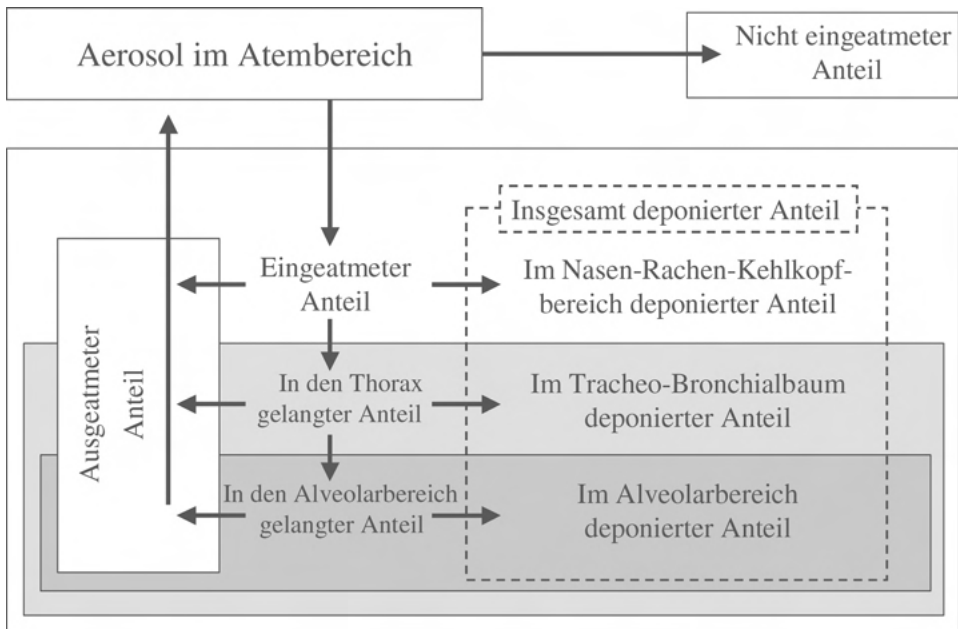 Aerosol im Atembereich
Nicht eingeatmeter
Anteil
Insgesamt deponierter Anteil
Eingeatmeter
Anteil
Im Nasen-Rachen-Kehlkopf-
bereich deponierter Anteil
Ausgeatmeter
Anteil
In den Thorax
gelangter Anteil
Im Tracheo-Bronchialbaum
deponierter Anteil
In den Alveolarbereich
gelangter Anteil
Im Alveolarbereich
deponierter Anteil